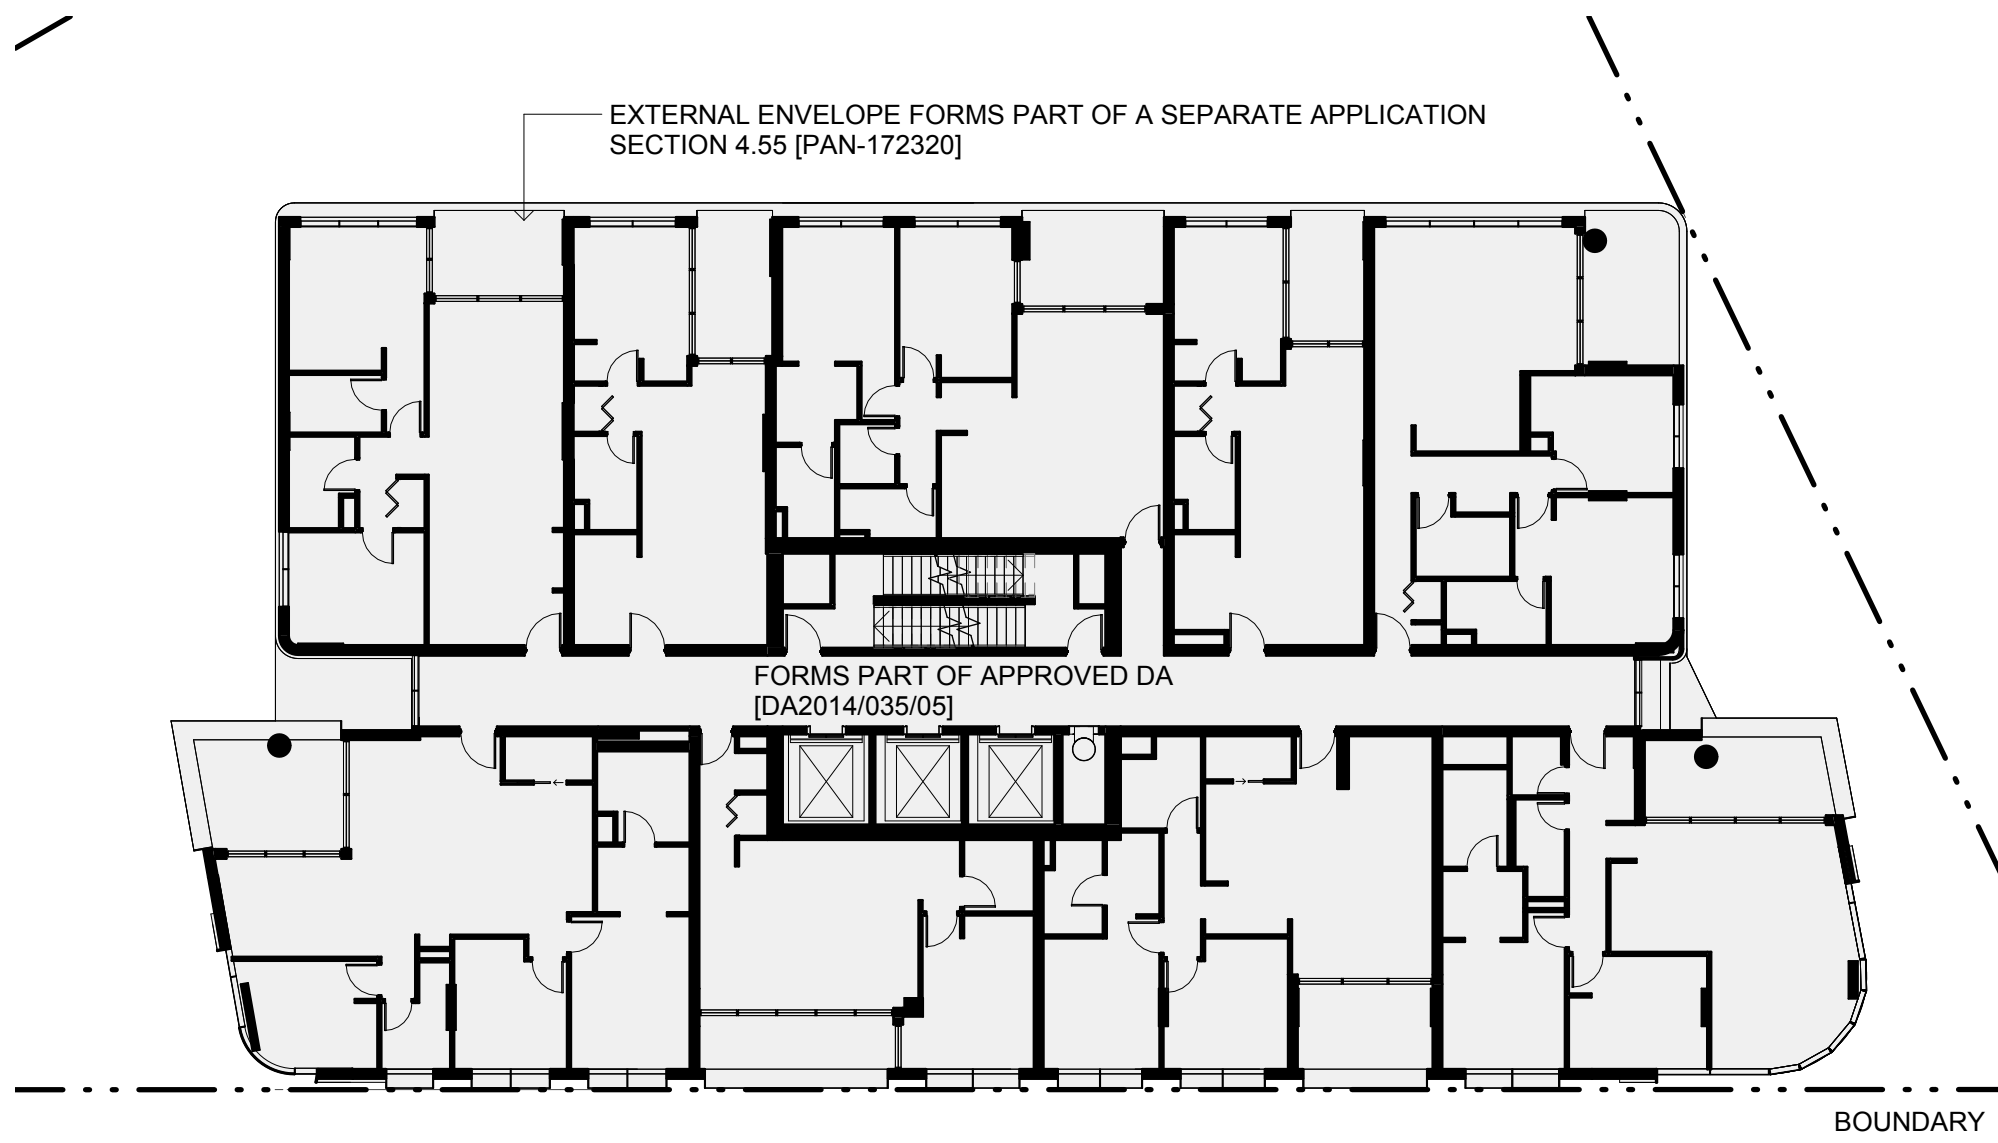 EXTERNAL ENVELOPE FORMS PART OF A SEPARATE APPLICATION
SECTION 4.55 [PAN-172320]
FORMS PART OF APPROVED DA
[DA2014/035/05]
BOUNDARY